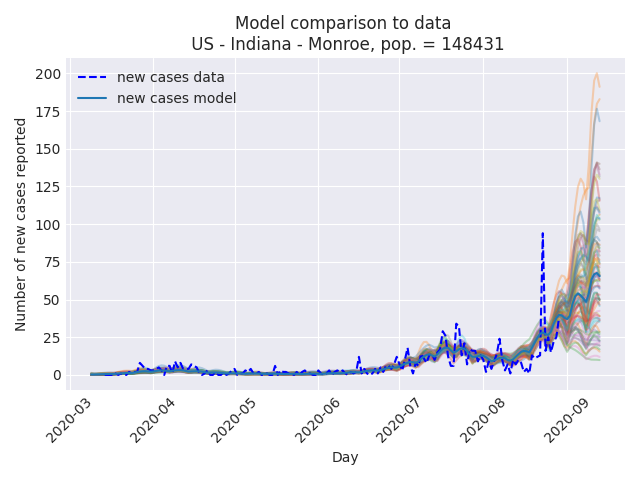 Model comparison to data
US - Indiana - Monroe, pop. = 148431
new cases data
new cases model
Number of new cases reported
200
175
150
125
100
75
50
25
0
2020-03
2020-04
2020-05
2020-06
2020-07
2020-08
2020-09
Day